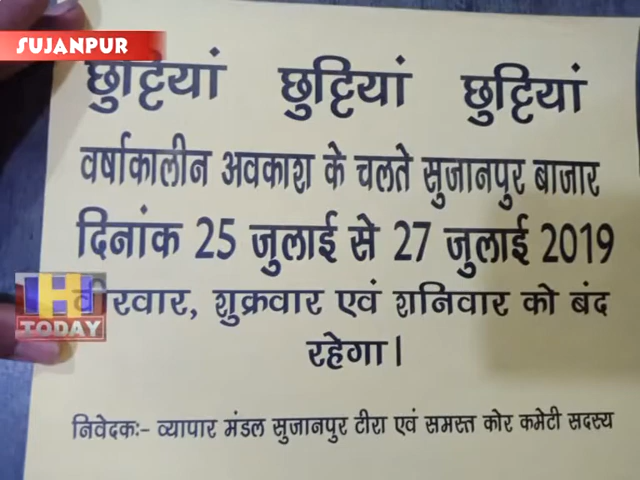 SUJANPUR
छुट्टियां छुट्टियां छुट्टियां
वर्षाकालीन अवकाश के चलते सुजानपुर बाजार
दिनांक 25 जुलाई से 27 जुलाई 2019
वीरवार, शुक्रवार एवं शनिवार को बंद
रहेगा।
H
TODAY
निवेदकः- व्यापार मंडल सुजानपुर टीरा एवं समस्त कोर कमेटी सदस्य